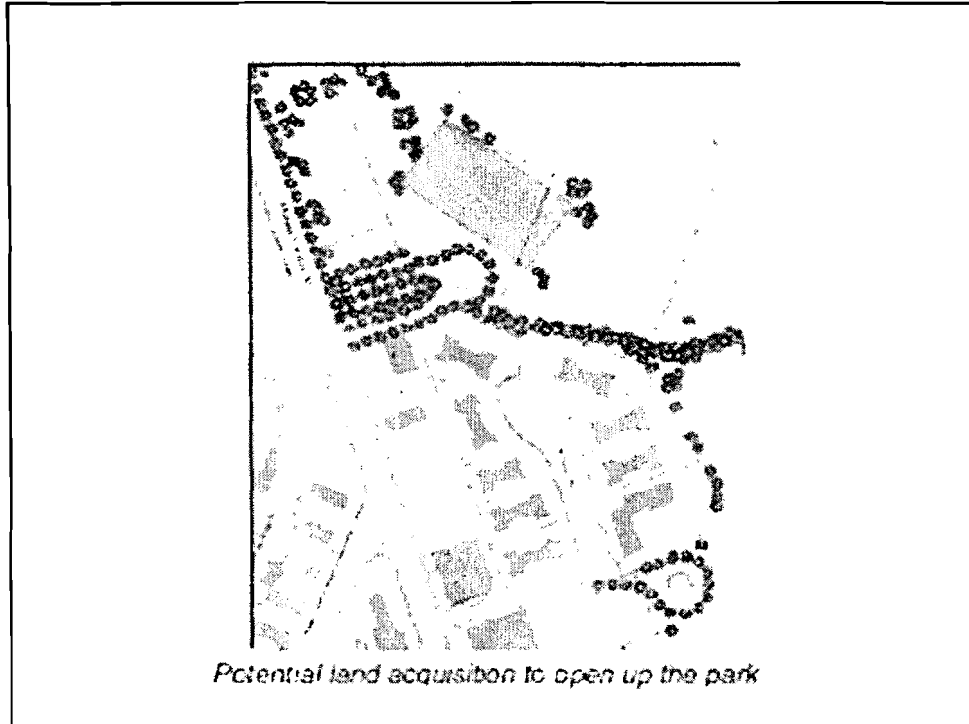 Potential land acquisition to open up the park